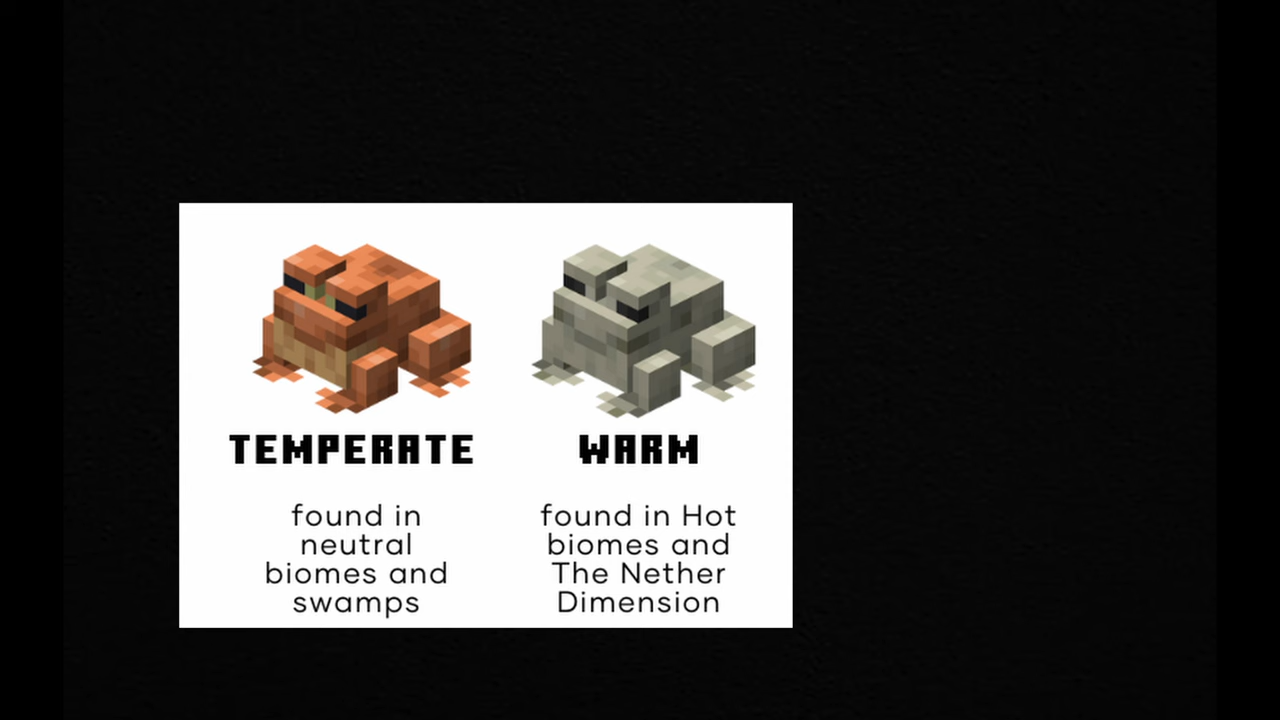 TEMPERATE
found in
neutral
biomes and
swamps
WARM
found in Hot
biomes and
The Nether
Dimension